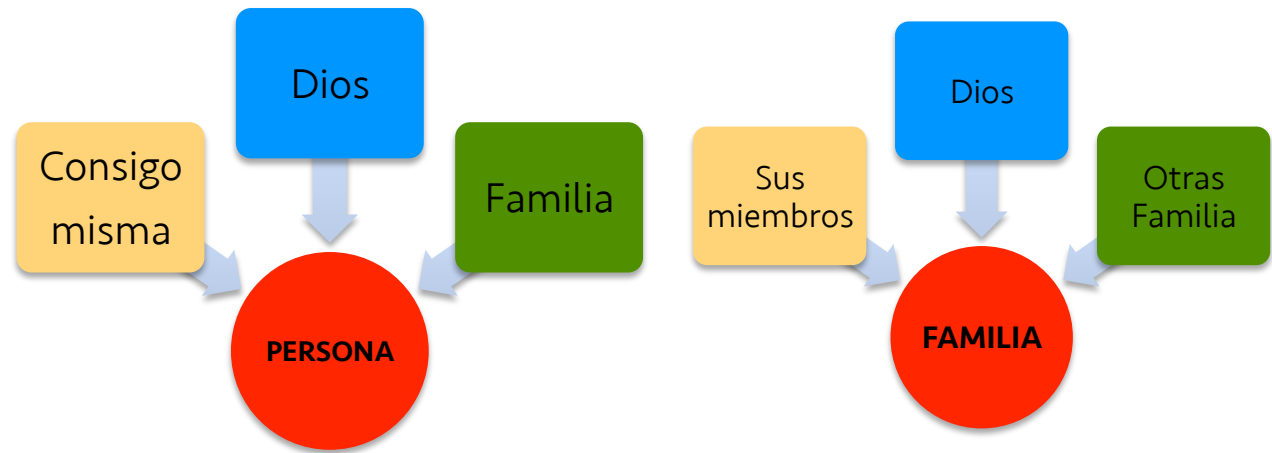 Dios
Consigo
misma
Familia
PERSONA
Dios
Sus
miembros
Otras
Familia
FAMILIA